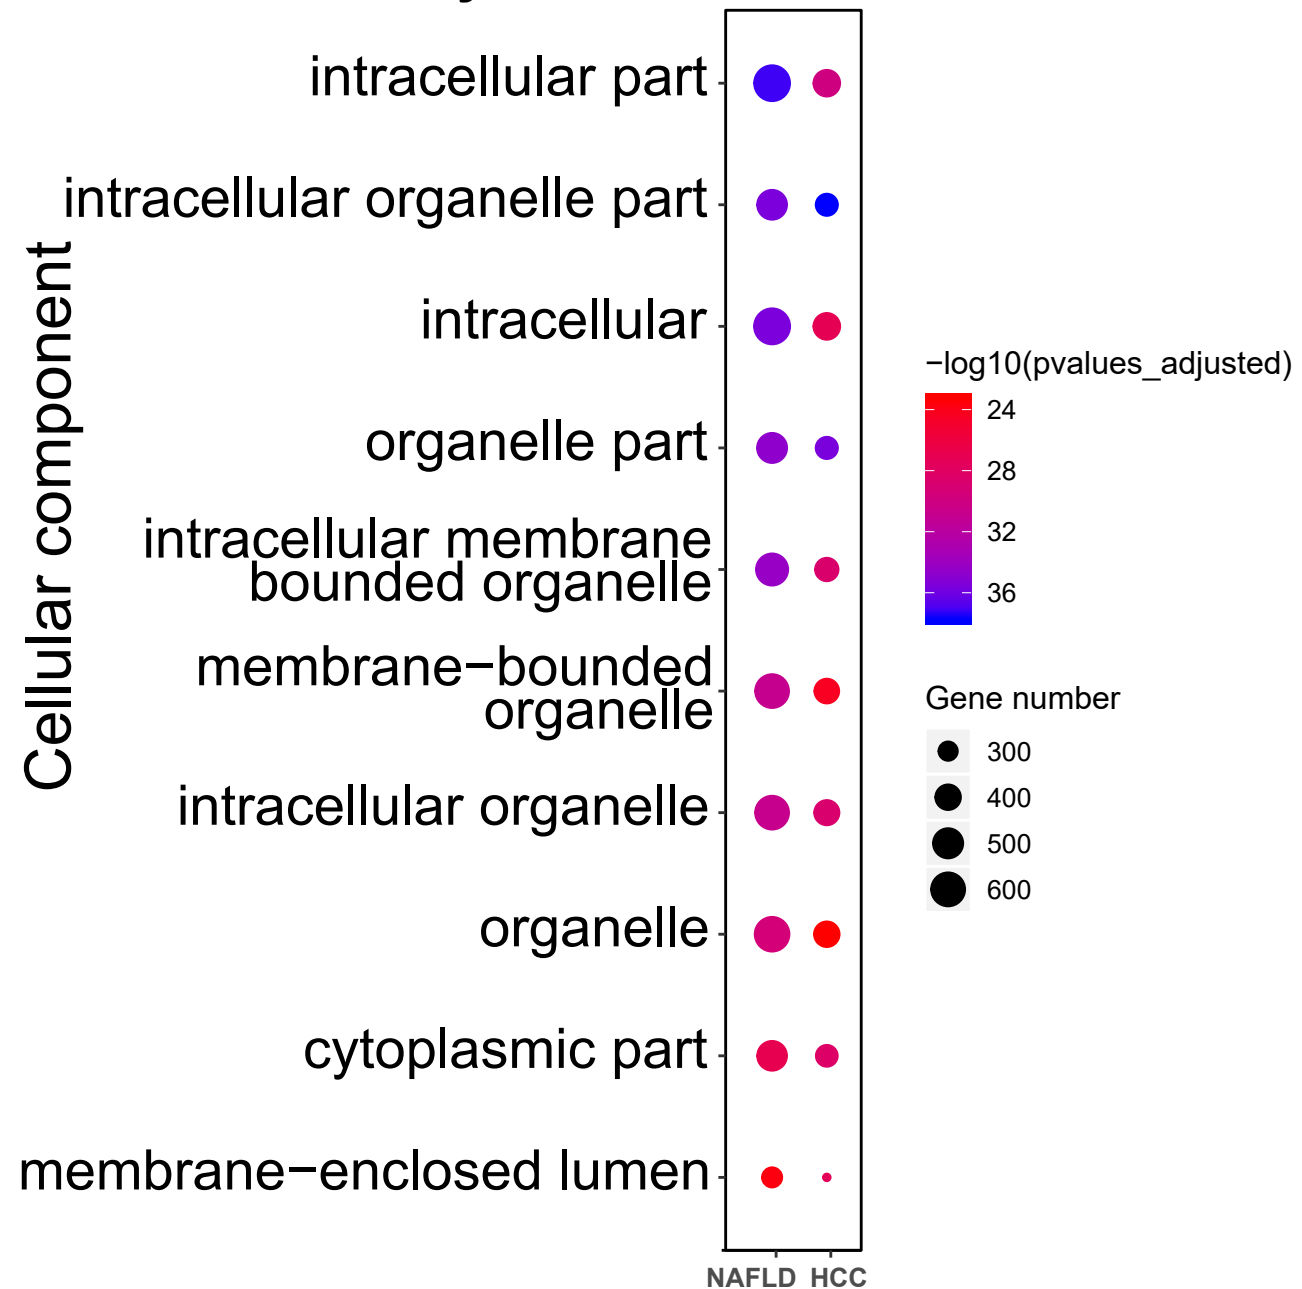 Cellular component
intracellular part
intracellular organelle part
intracellular
organelle part
intracellular membrane
bounded organelle
membrane−bounded
organelle
intracellular organelle
organelle
cytoplasmic part
membrane−enclosed lumen
NAFLD HCC
−log10(pvalues_adjusted)
24
28
32
36
Gene number
300
400
500
600